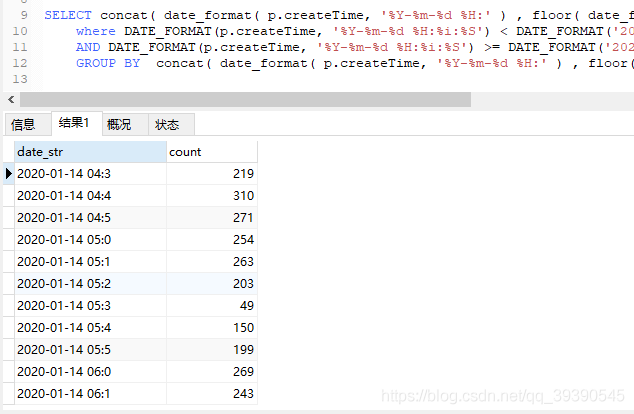 8
9 SELECT concat( date_format( p.createTime, '%Y-%m-%d %H:' ) , floor( date_f
10 where DATE_FORMAT(p.createTime, '%Y-%m-%d %H:%i:%S') < DATE_FORMAT('20
11 AND DATE_FORMAT(p.createTime, '%Y-%m-%d %H:%i:%S') >= DATE_FORMAT('202
12 GROUP BY concat( date_format( p.createTime, '%Y-%m-%d %H:' ) , floor(
13
信息 结果1 概况 状态
date_str count
2020-01-14 04:3 219
2020-01-14 04:4 310
2020-01-14 04:5 271
2020-01-14 05:0 254
2020-01-14 05:1 263
2020-01-14 05:2 203
2020-01-14 05:3 49
2020-01-14 05:4 150
2020-01-14 05:5 199
2020-01-14 06:0 269
2020-01-14 06:1 243
https://blog.csdn.net/qq_39390545